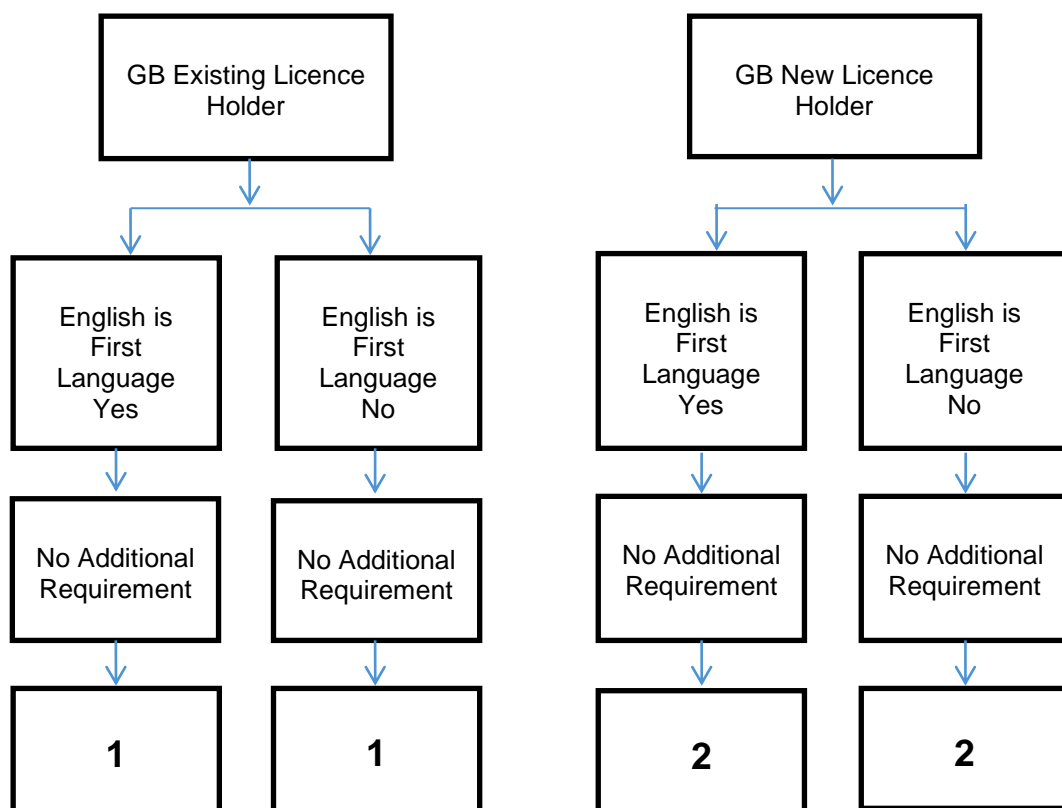 GB Existing Licence
Holder
GB New Licence
Holder
English is
First
Language
Yes
English is
First
Language
No
English is
First
Language
Yes
English is
First
Language
No
No Additional
Requirement
No Additional
Requirement
No Additional
Requirement
No Additional
Requirement
1
1
2
2